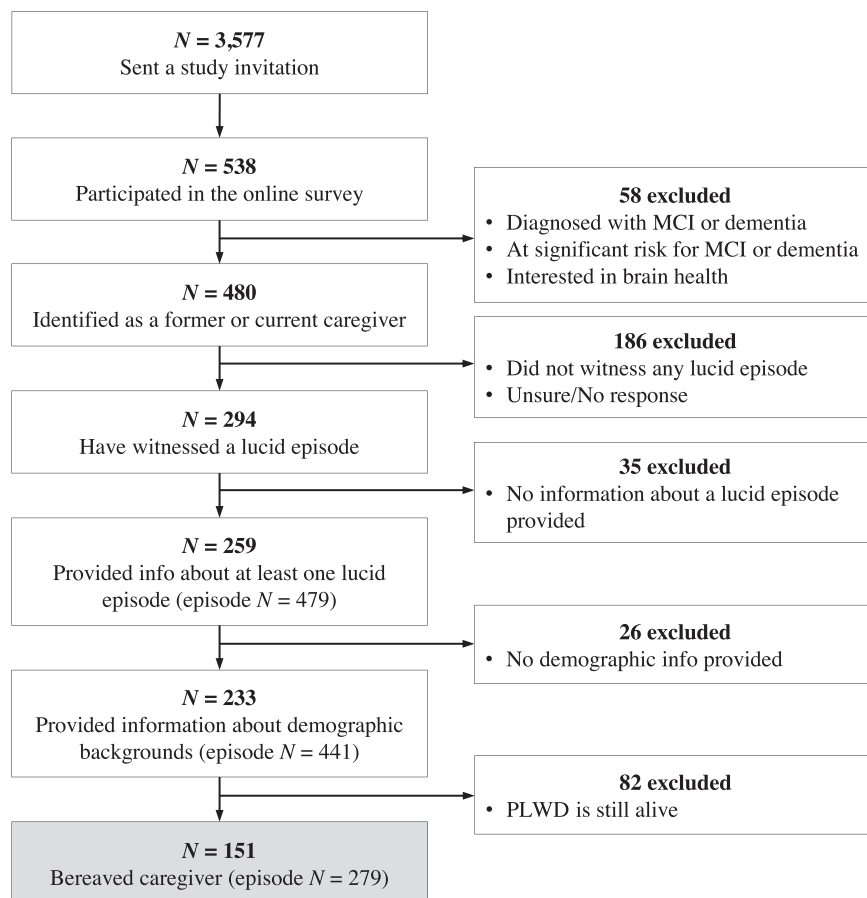 N = 3,577
Sent a study invitation
N = 538
Participated in the online survey
58 excluded
• Diagnosed with MCI or dementia
• At significant risk for MCI or dementia
• Interested in brain health
N = 480
Identified as a former or current caregiver
186 excluded
• Did not witness any lucid episode
• Unsure/No response
N = 294
Have witnessed a lucid episode
35 excluded
• No information about a lucid episode
provided
N = 259
Provided info about at least one lucid
episode (episode N = 479)
26 excluded
• No demographic info provided
N = 233
Provided information about demographic
backgrounds (episode N = 441)
82 excluded
• PLWD is still alive
N = 151
Bereaved caregiver (episode N = 279)